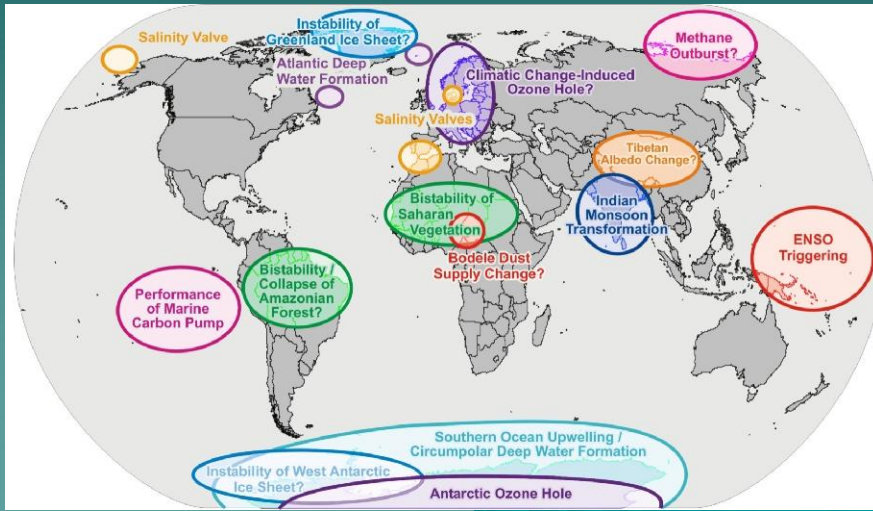 Salinity Valve
Instability of
Greenland Ice Sheet?
Atlantic Deep
Water Formation
Climatic Change-Induced
Ozone Hole?
Methane
Outburst?
Salinity Valves
Tibetan
Albedo Change?
Bistability of
Saharan
Vegetation
Indian
Monsoon
Transformation
Bodele Dust
Supply Change?
ENSO
Triggering
Bistability /
Collapse of
Amazonian
Forest?
Performance
of Marine
Carbon Pump
Southern Ocean Upwelling /
Circumpolar Deep Water Formation
Instability of West Antarctic
Ice Sheet?
Antarctic Ozone Hole